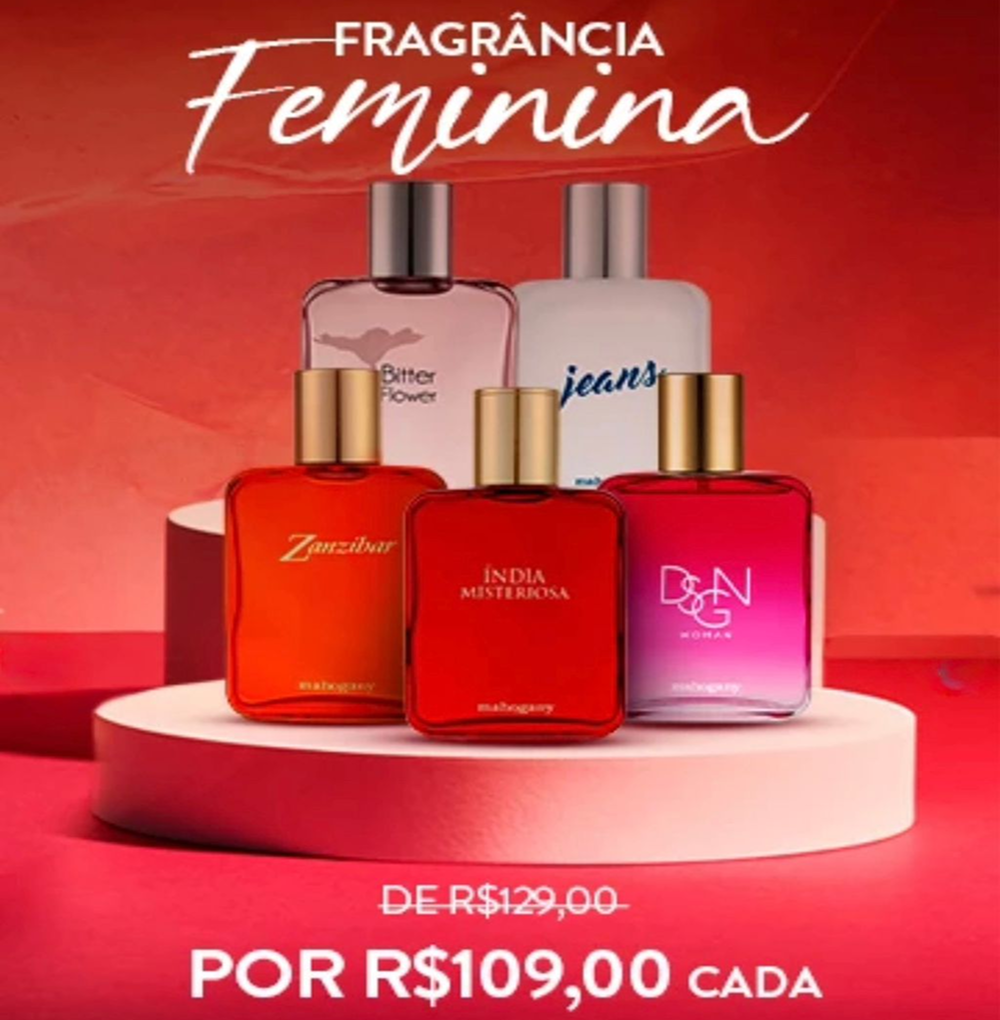 FRAGRÂNCIA
Feminina
Bitter
Flower
jeans
Zanzibar
mahogany
ÍNDIA
MISTERIOSA
mahogany
DSGN
WOMAN
mahogany
DE R$129,00
POR R$109,00 CADA